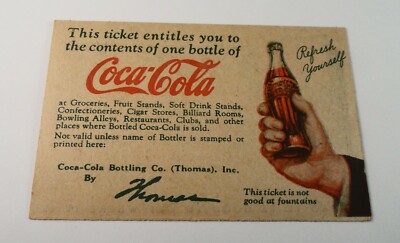 This ticket entitles you to
the contents of one bottle of
Coca-Cola
at Groceries, Fruit Stands, Soft Drink Stands,
Confectioneries, Cigar Stores, Billiard Rooms,
Bowling Alleys, Restaurants, Clubs, and other
places where Bottled Coca-Cola is sold.
Not valid unless name of Bottler is stamped or
printed here:
Coca-Cola Bottling Co. (Thomas), Inc.
By Thomas
Refresh
Yourself
This ticket is not
good at fountains